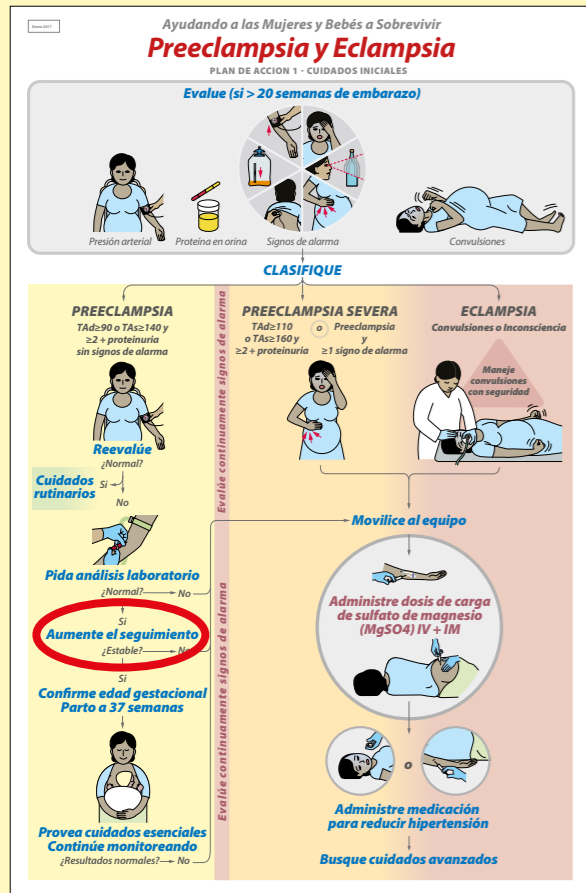 Enero 2017
Ayudando a las Mujeres y Bebés a Sobrevivir
Preeclampsia y Eclampsia
PLAN DE ACCION 1 - CUIDADOS INICIALES
Evalue (si > 20 semanas de embarazo)
Presión arterial
Proteína en orina
Signos de alarma
Convulsiones
CLASIFIQUE
PREECLAMPSIA
TAd≥90 o TAs≥140 y
≥2 + proteinuria
sin signos de alarma
Reevalúe
¿Normal?
Si
Cuidados
rutinarios
No
Pida análisis laboratorio
¿Normal?
No
Si
Aumente el seguimiento
¿Estable?
No
Si
Confirme edad gestacional
Parto a 37 semanas
Provea cuidados esenciales
Continúe monitoreando
¿Resultados normales?
No
Evalúe continuamente signos de alarma
Evalúe continuamente signos de alarma
PREECLAMPSIA SEVERA
TAd≥110
o TAs≥160 y
≥2 + proteinuria
o
Preeclampsia
y
≥1 signo de alarma
ECLAMPSIA
Convulsiones o Inconsciencia
Maneje
convulsiones
con seguridad
Movilice al equipo
Administre dosis de carga
de sulfato de magnesio
(MgSO4) IV + IM
o
Administre medicación
para reducir hipertensión
Busque cuidados avanzados